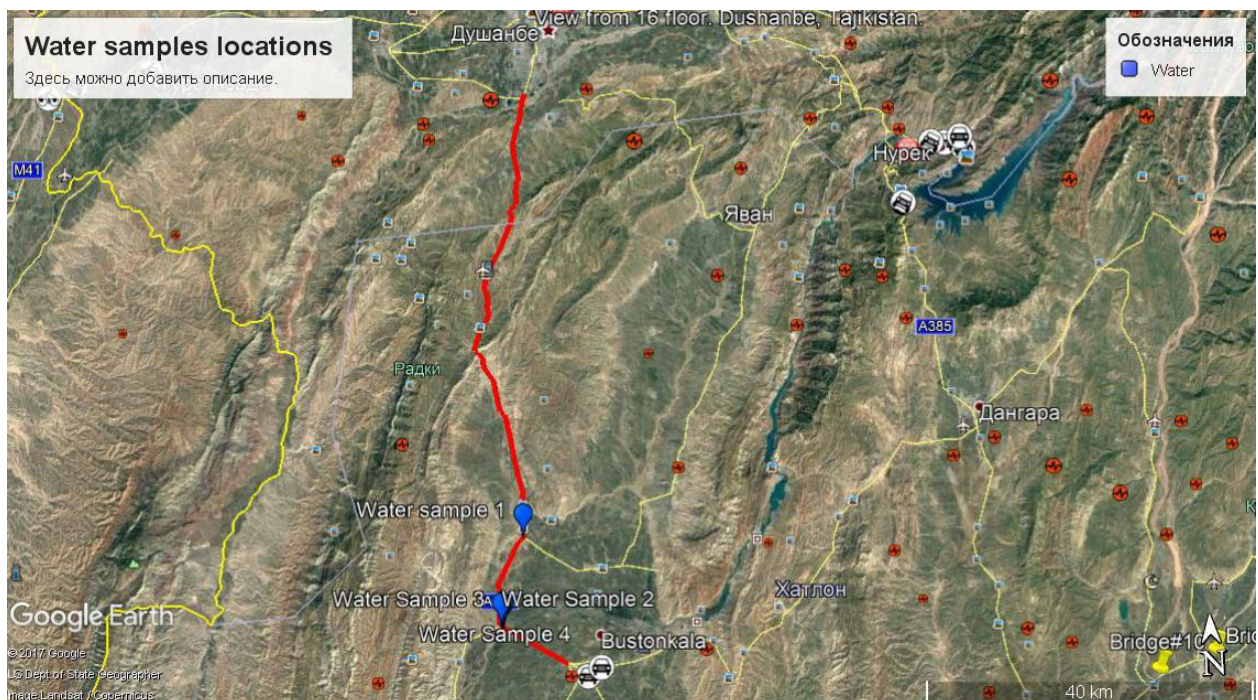 View from 16 floor. Dushanbe, Tajikistan.
Душанбе
Water samples locations
Здесь можно добавить описание.
Обозначения
Water
M41
Нурек
Яван
A385
Радки
Дангара
Water sample 1
Water Sample 3
Water Sample 2
Water Sample 4
Хатлон
Bustonkala
Bridge#10
Google Earth
© 2017 Google
US Dept of State Geographer
Image Landsat / Copernicus
40 km
N